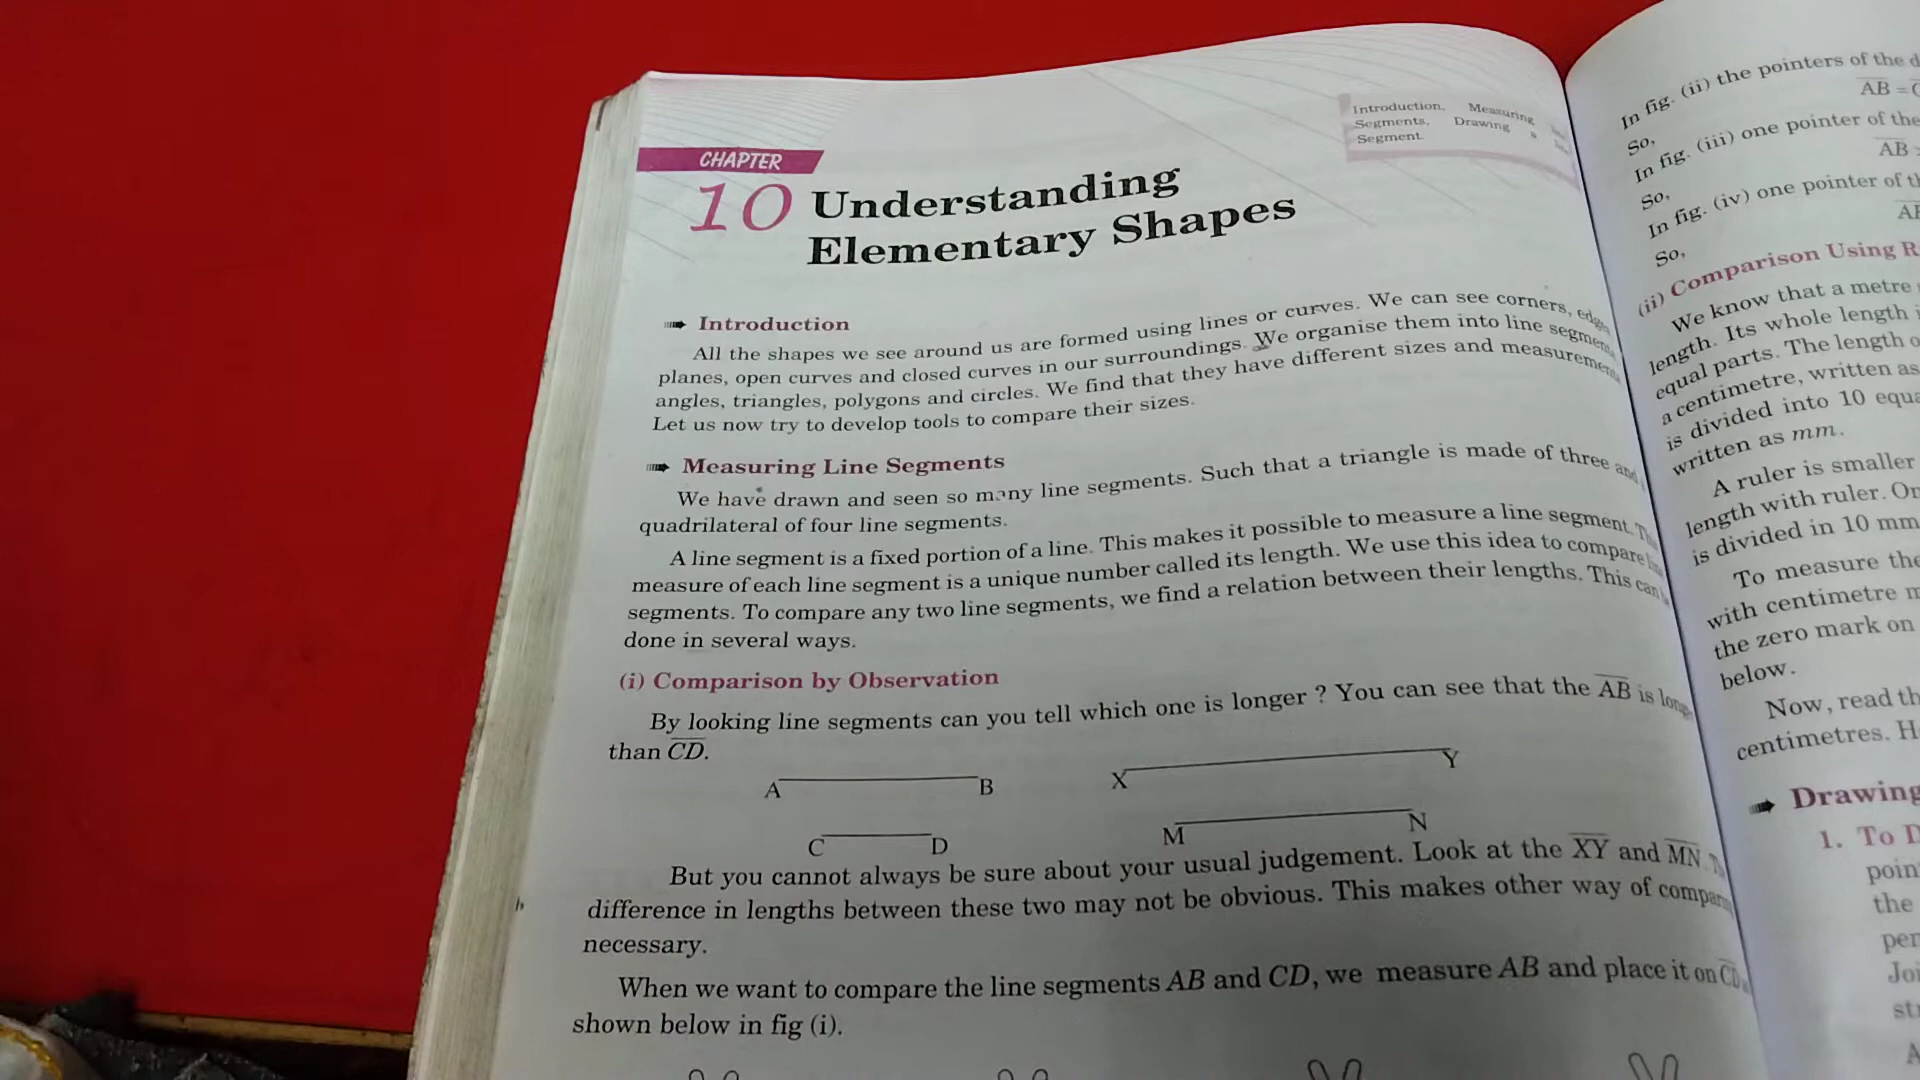 Introduction, Measuring
Segments, Drawing a
Segment.
CHAPTER
10 Understanding
Elementary Shapes
Introduction
All the shapes we see around us are formed using lines or curves. We can see corners, edges
planes, open curves and closed curves in our surroundings. We organise them into line
angles, triangles, polygons and circles. We find that they have different sizes and
Let us now try to develop tools to compare their sizes.
Measuring Line Segments
We have drawn and seen so many line segments. Such that a triangle is made of three and
quadrilateral of four line segments.
A line segment is a fixed portion of a line. This makes it possible to measure a line segment.
measure of each line segment is a unique number called its length. We use this idea to compare
segments. To compare any two line segments, we find a relation between their lengths. This can
done in several ways.
(i) Comparison by Observation
By looking line segments can you tell which one is longer ? You can see that the AB is
than CD.
A B X Y
C D M N
But you cannot always be sure about your usual judgement. Look at the XY and MN.
difference in lengths between these two may not be obvious. This makes other way of
necessary.
When we want to compare the line segments AB and CD, we measure AB and place it on CD
shown below in fig (i).
In fig. (ii) the pointers of the
AB =
So,
In fig. (iii) one pointer of the
AB
So,
In fig. (iv) one pointer of
So,
(ii) Comparison Using
We know that a metre
length. Its whole length
equal parts. The length
a centimetre, written as
is divided into 10
written as mm.
A ruler is smaller
length with ruler.
is divided in 10 mm
To measure the
with centimetre
the zero mark on
below.
Now, read
centimetres.
Drawing
1. To
the